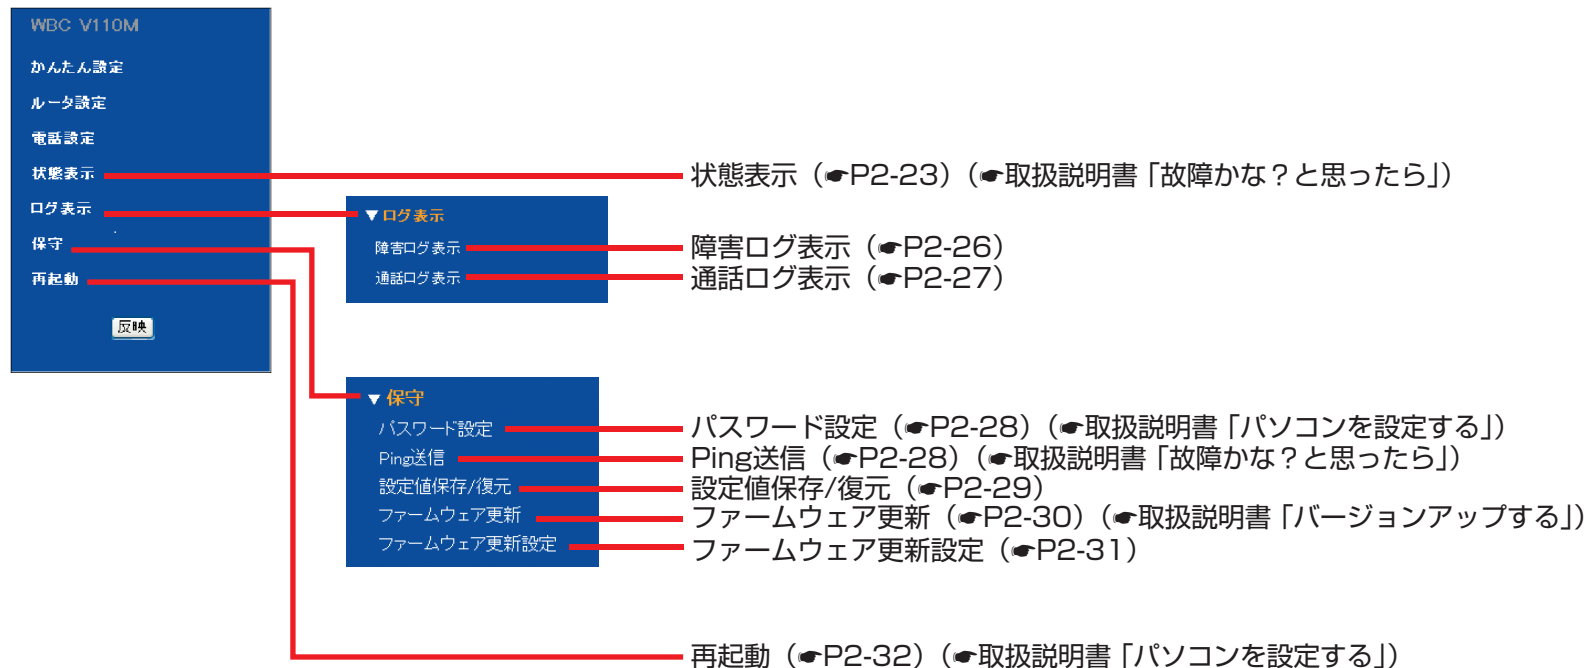 WBC V110M
かんたん設定
ルータ設定
電話設定
状態表示
ログ表示
保守
再起動
反映
状態表示（☛P2-23）（☛取扱説明書「故障かな？と思ったら」）
▼ログ表示
障害ログ表示
通話ログ表示
障害ログ表示（☛P2-26）
通話ログ表示（☛P2-27）
▼保守
パスワード設定
Ping送信
設定値保存/復元
ファームウェア更新
ファームウェア更新設定
パスワード設定（☛P2-28）（☛取扱説明書「パソコンを設定する」）
Ping送信（☛P2-28）（☛取扱説明書「故障かな？と思ったら」）
設定値保存/復元（☛P2-29）
ファームウェア更新（☛P2-30）（☛取扱説明書「バージョンアップする」）
ファームウェア更新設定（☛P2-31）
再起動（☛P2-32）（☛取扱説明書「パソコンを設定する」）